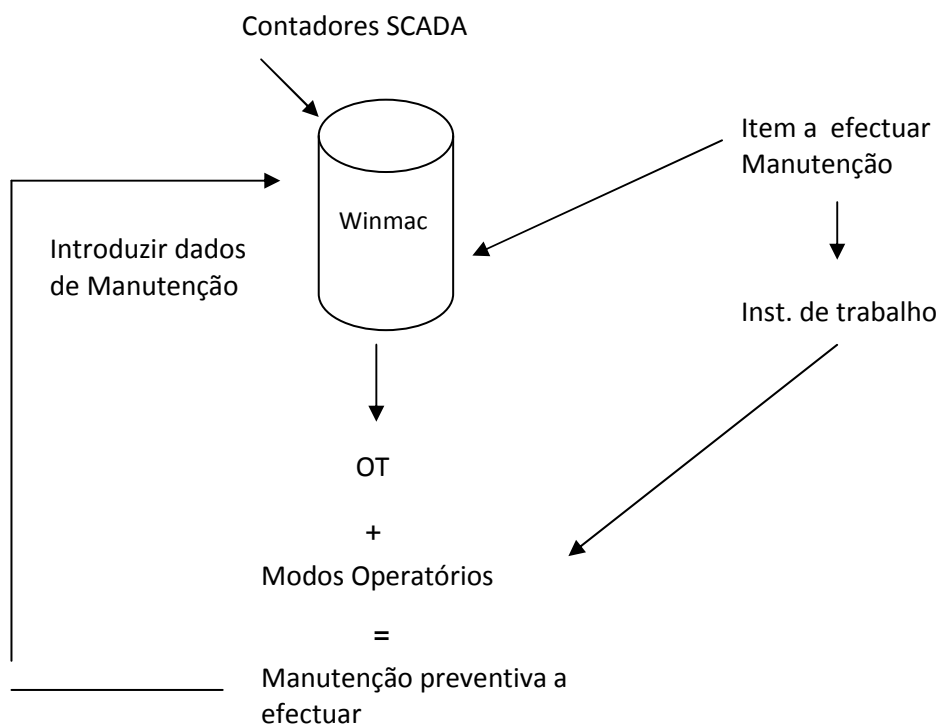 Contadores SCADA
Item a efectuar
Manutenção
Winmac
Introduzir dados
de Manutenção
Inst. de trabalho
OT
+
Modos Operatórios
=
Manutenção preventiva a
efectuar